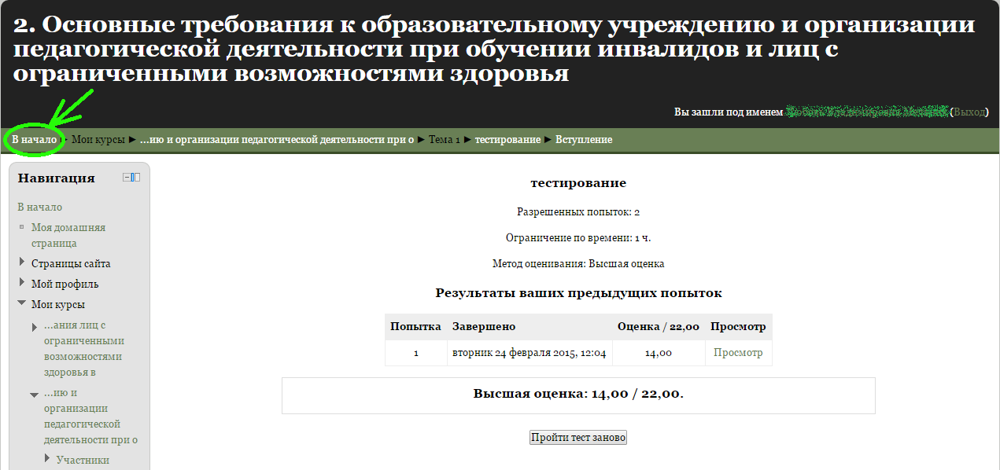 2. Основные требования к образовательному учреждению и организации
педагогической деятельности при обучении инвалидов и лиц с
ограниченными возможностями здоровья
Вы зашли под именем (Выход)
В начало ► Мои курсы ► ...ию и организации педагогической деятельности при о ► Тема 1 ► тестирование ► Вступление
Навигация
В начало
Моя домашняя
страница
Страницы сайта
Мой профиль
Мои курсы
...ания лиц с
ограниченными
возможностями
здоровья в
...ию и
организации
педагогической
деятельности при о
Участники
тестирование
Разрешенных попыток: 2
Ограничение по времени: 1 ч.
Метод оценивания: Высшая оценка
Результаты ваших предыдущих попыток
Попытка Завершено Оценка / 22,00 Просмотр
1 вторник 24 февраля 2015, 12:04 14,00 Просмотр
Высшая оценка: 14,00 / 22,00.
Пройти тест заново